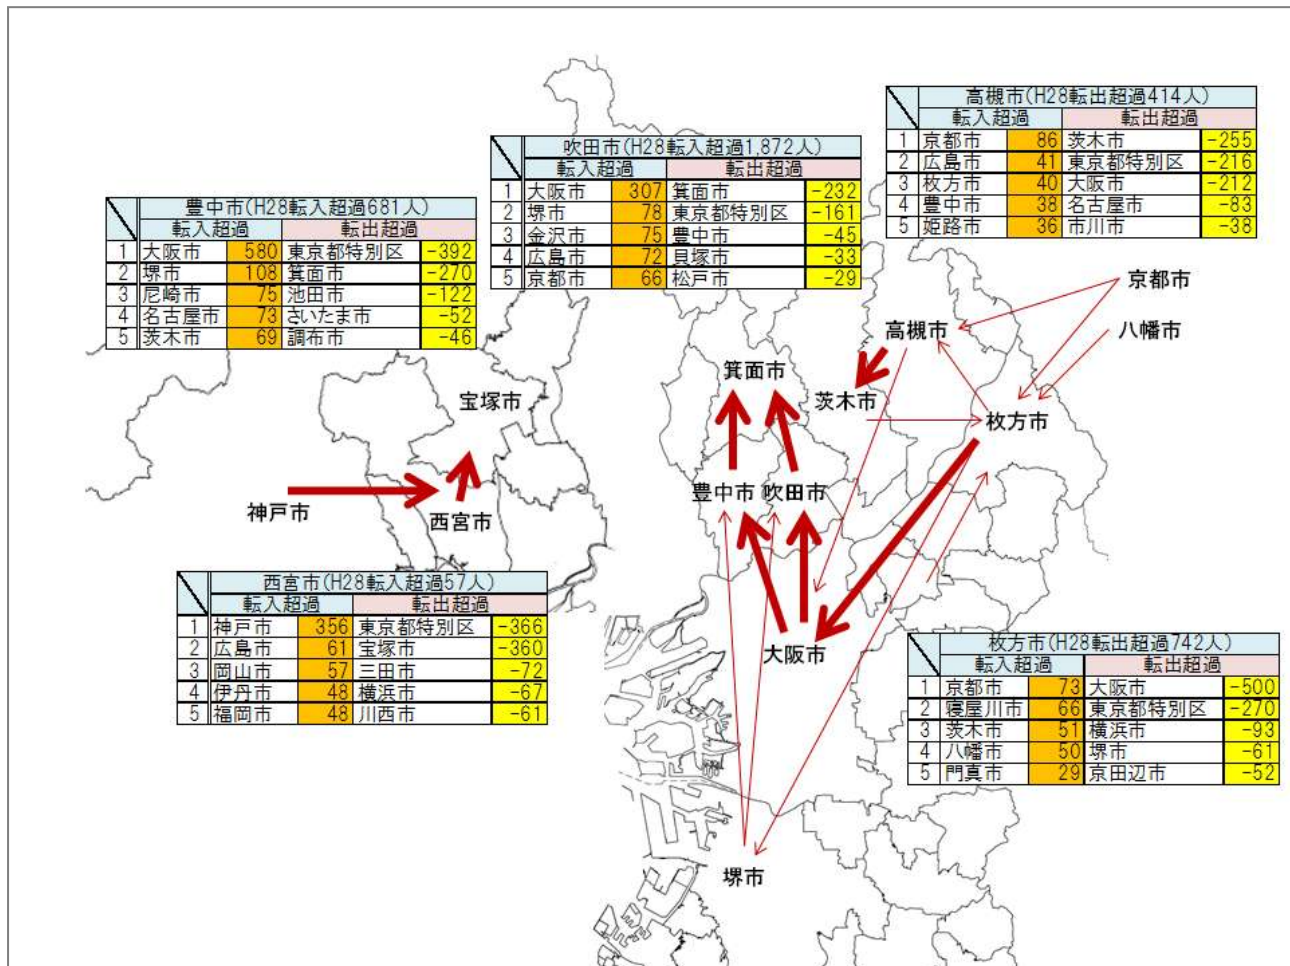 高槻市(H28転出超過414人)
転入超過 転出超過
1 京都市 86 茨木市 -255
2 広島市 41 東京都特別区 -216
3 枚方市 40 大阪市 -212
4 豊中市 38 名古屋市 -83
5 姫路市 36 市川市 -38
吹田市(H28転入超過1,872人)
転入超過 転出超過
1 大阪市 307 箕面市 -232
2 堺市 78 東京都特別区 -161
3 金沢市 75 豊中市 -45
4 広島市 72 貝塚市 -33
5 京都市 66 松戸市 -29
豊中市(H28転入超過681人)
転入超過 転出超過
1 大阪市 580 東京都特別区 -392
2 堺市 108 箕面市 -270
3 尼崎市 75 池田市 -122
4 名古屋市 73 さいたま市 -52
5 茨木市 69 調布市 -46
京都市
八幡市
高槻市
箕面市
茨木市
宝塚市
枚方市
豊中市
吹田市
神戸市
西宮市
西宮市(H28転入超過57人)
転入超過 転出超過
1 神戸市 356 東京都特別区 -366
2 広島市 61 宝塚市 -360
3 岡山市 57 三田市 -72
4 伊丹市 48 横浜市 -67
5 福岡市 48 川西市 -61
大阪市
枚方市(H28転出超過742人)
転入超過 転出超過
1 京都市 73 大阪市 -500
2 寝屋川市 66 東京都特別区 -270
3 茨木市 51 横浜市 -93
4 八幡市 50 堺市 -61
5 門真市 29 京田辺市 -52
堺市